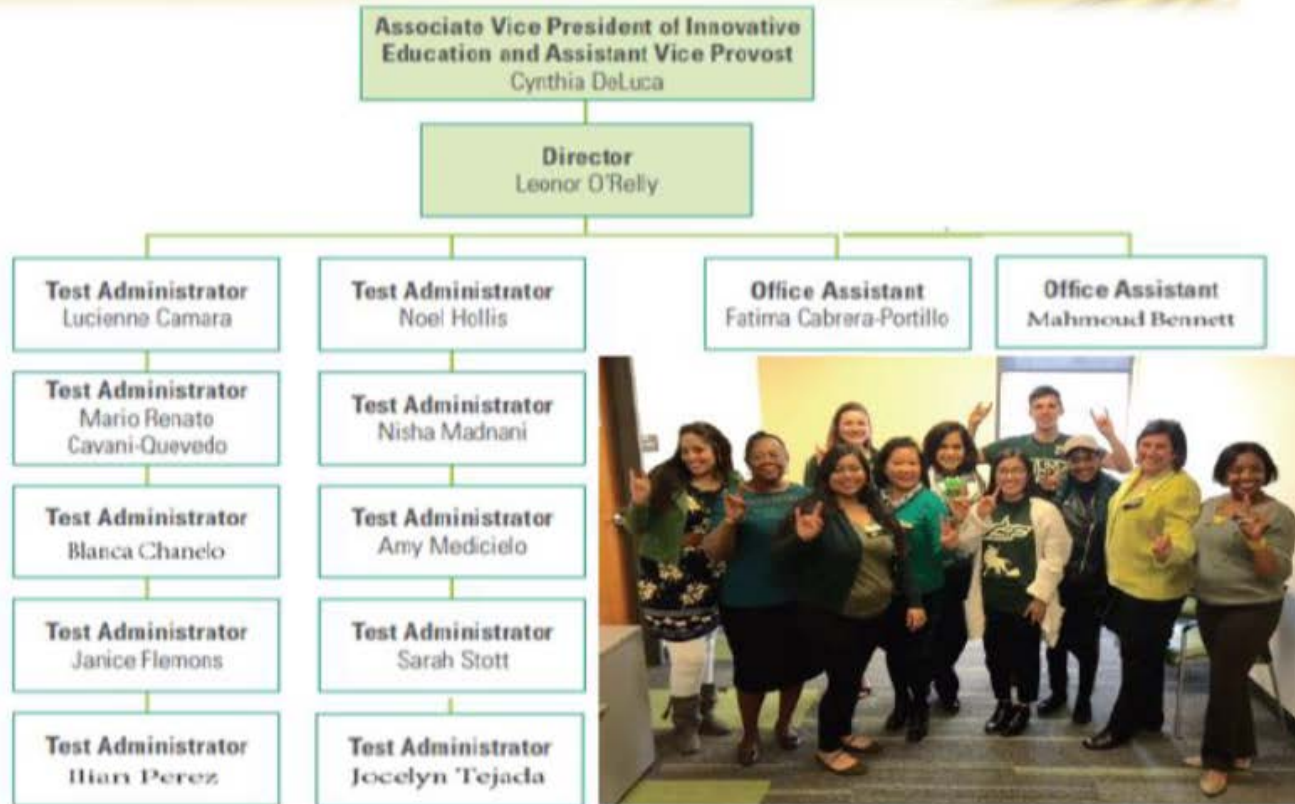 Associate Vice President of Innovative
Education and Assistant Vice Provost
Cynthia DeLuca
Director
Leonor O'Relly
Test Administrator
Lucienne Camara
Test Administrator
Mario Renato
Cavani-Quevedo
Test Administrator
Blanca Chanelo
Test Administrator
Janice Flemons
Test Administrator
Ilian Perez
Test Administrator
Noel Hollis
Test Administrator
Nisha Madnani
Test Administrator
Amy Medicielo
Test Administrator
Sarah Stott
Test Administrator
Jocelyn Tejada
Office Assistant
Fatima Cabrera-Portillo
Office Assistant
Mahmoud Bennett